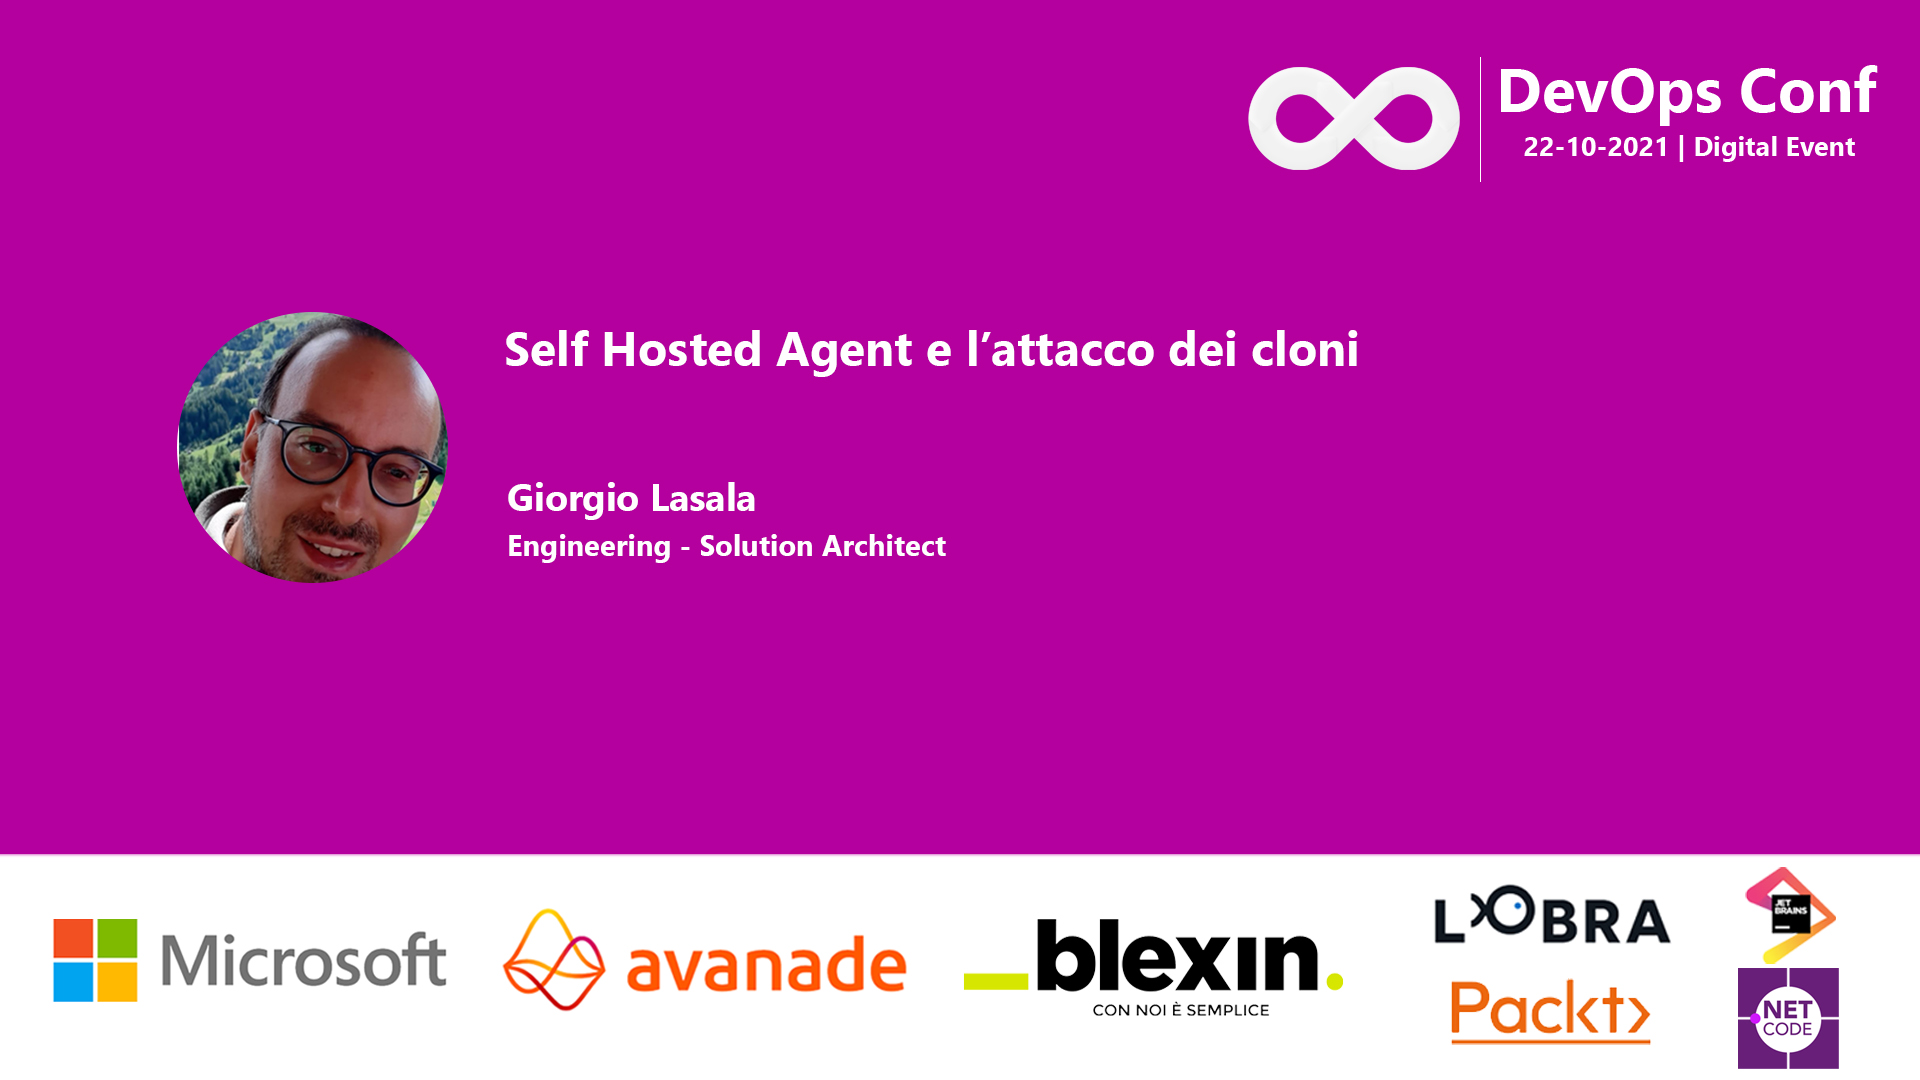 DevOps Conf
22-10-2021 | Digital Event
Self Hosted Agent e l’attacco dei cloni
Giorgio Lasala
Engineering - Solution Architect
Microsoft
avanade
blexin.
CON NOI È SEMPLICE
LOBRA
JET
BRAINS
Packt>
.NET
CODE